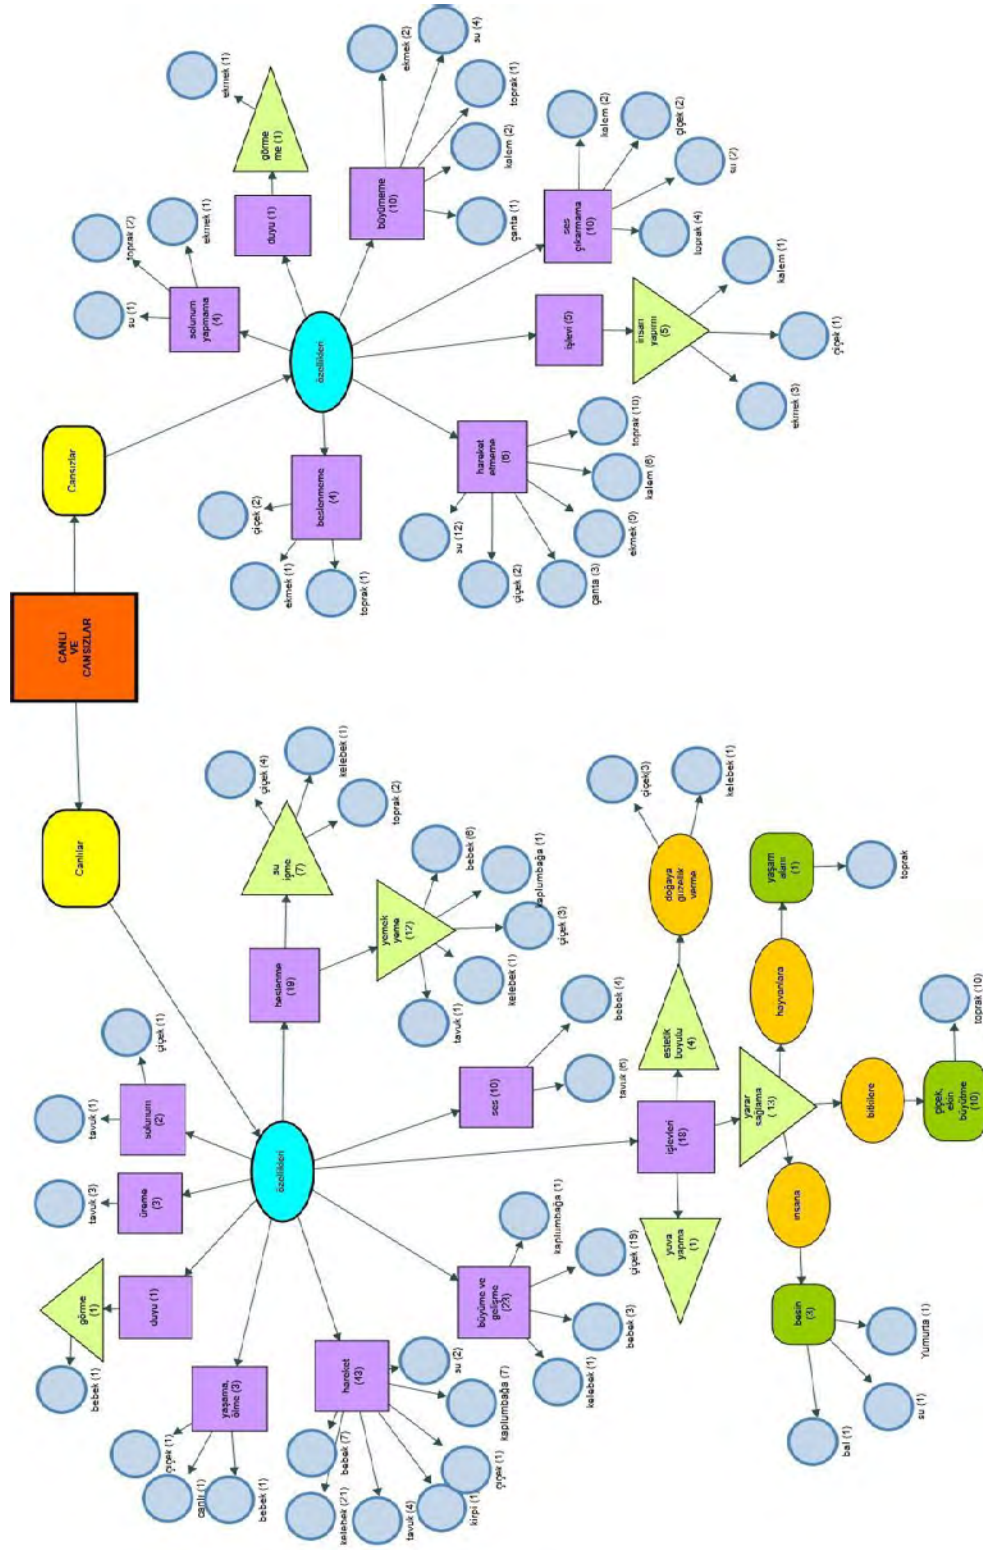 CANLI
VE
CANSIZLAR
Canlılar
özellikleri
yaşama,
ölme (3)
çiçek (1)
canlı (1)
bebek (1)
duyu (1)
görme
(1)
bebek (1)
üreme
(3)
tavuk (3)
solunum
(2)
tavuk (1)
çiçek (1)
beslenme
(19)
su
içme
(7)
çiçek (4)
kelebek (1)
toprak (2)
yemek
yeme
(12)
tavuk (1)
kelebek (1)
çiçek (3)
kaplumbağa (1)
bebek (6)
ses (10)
tavuk (6)
bebek (4)
işlevleri
(18)
yuva
yapma
(1)
estetik
boyutu
(4)
doğaya
güzellik
verme
çiçek(3)
kelebek (1)
yarar
sağlama
(13)
insana
besin
(3)
bal (1)
su (1)
Yumurta (1)
bitkilere
çiçek,
ekin
büyütme
(10)
toprak (10)
hayvanlara
yaşam
alanı
(1)
toprak
büyüme ve
gelişme
(23)
kelebek (1)
bebek (3)
çiçek (18)
kaplumbağa (1)
hareket
(43)
bebek (7)
kelebek (21)
tavuk (4)
kirpi (1)
çiçek (1)
kaplumbağa (7)
su (2)
Cansızlar
özellikleri
beslenmeme
(4)
çiçek (2)
ekmek (1)
toprak (1)
solunum
yapmama
(4)
su (1)
toprak (2)
ekmek (1)
duyu (1)
görme
me (1)
ekmek (1)
büyümeme
(10)
ekmek (2)
su (4)
toprak (1)
kalem (2)
çanta (1)
ses
çıkarmama
(10)
kalem (2)
çiçek (2)
su (2)
toprak (4)
işlevi (5)
insan
yapımı
(5)
ekmek (3)
çiçek (1)
kalem (1)
hareket
etmeme
su (12)
çiçek (2)
çanta (3)
ekmek
kalem (6)
toprak (10)